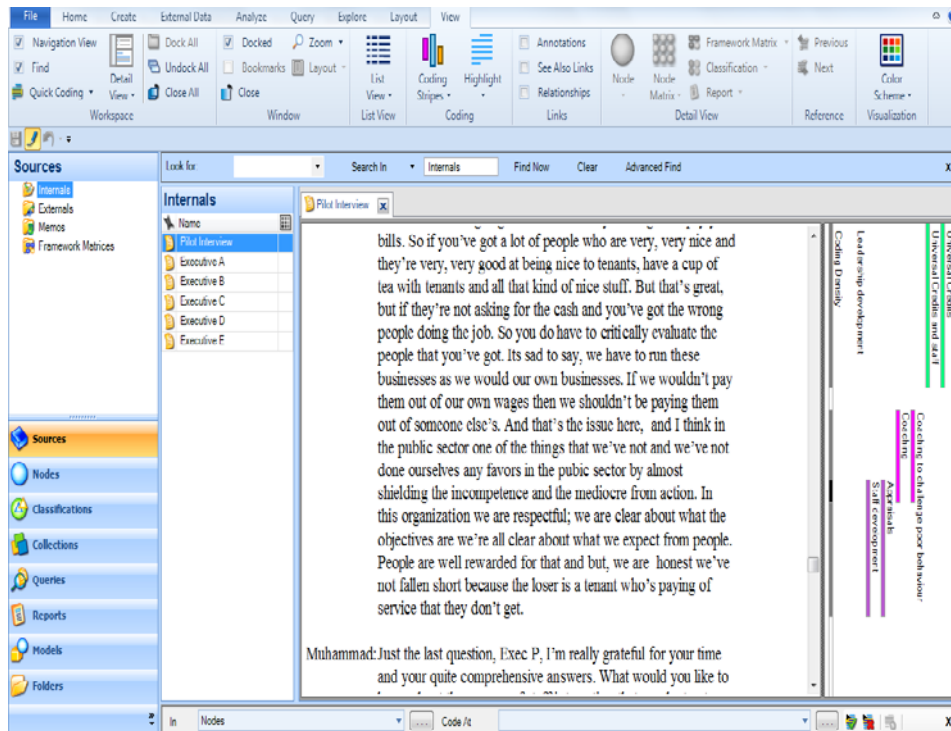 File Home Create External Data Analyze Query Explore Layout View
Navigation View Dock All Docked Zoom Annotations Framework Matrix Previous
Find Undock All Bookmarks Layout See Also Links Classification Next
Quick Coding Close All Close Relationships Report
Detail View
List View
Coding Stripes
Highlight
Node
Node Matrix
Color Scheme
Workspace Window List View Coding Links Detail View Reference Visualization
Sources
Internals
Externals
Memos
Framework Matrices
Sources
Nodes
Classifications
Collections
Queries
Reports
Models
Folders
Look for: Search In Internals Find Now Clear Advanced Find X
Internals
Name
Pilot Interview
Executive A
Executive B
Executive C
Executive D
Executive E
Pilot Interview x
bills. So if you've got a lot of people who are very, very nice and
they're very, very good at being nice to tenants, have a cup of
tea with tenants and all that kind of nice stuff. But that's great,
but if they're not asking for the cash and you've got the wrong
people doing the job. So you do have to critically evaluate the
people that you've got. Its sad to say, we have to run these
businesses as we would our own businesses. If we wouldn't pay
them out of our own wages then we shouldn't be paying them
out of someone else's. And that's the issue here, and I think in
the public sector one of the things that we've not and we've not
done ourselves any favors in the pubic sector by almost
shielding the incompetence and the mediocre from action. In
this organization we are respectful; we are clear about what the
objectives are we're all clear about what we expect from people.
People are well rewarded for that and but, we are honest we've
not fallen short because the loser is a tenant who's paying of
service that they don't get.
Muhammad: Just the last question, Exec P, I'm really grateful for your time
and your quite comprehensive answers. What would you like to
Coding Density
Leadership development
Universal Credits and staff
Universal Credits
Coaching
Coaching to challenge poor behaviour
Staff development
Appraisals
In Nodes ... Code At ... X